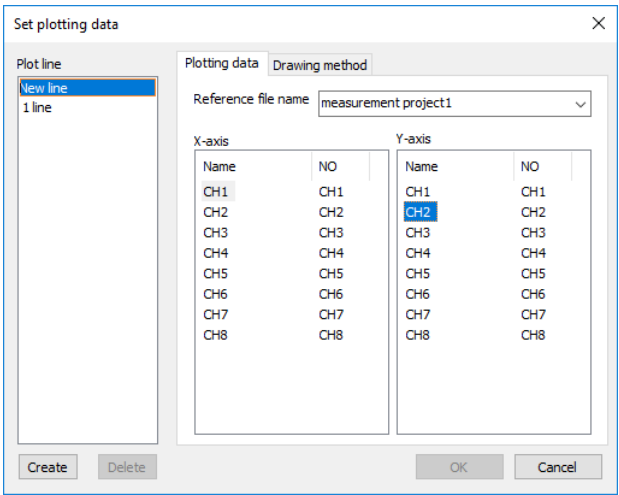 Set plotting data
Plot line
New line
1 line
Plotting data Drawing method
Reference file name measurement project1
X-axis
Name NO
CH1 CH1
CH2 CH2
CH3 CH3
CH4 CH4
CH5 CH5
CH6 CH6
CH7 CH7
CH8 CH8
Y-axis
Name NO
CH1 CH1
CH2 CH2
CH3 CH3
CH4 CH4
CH5 CH5
CH6 CH6
CH7 CH7
CH8 CH8
Create Delete OK Cancel